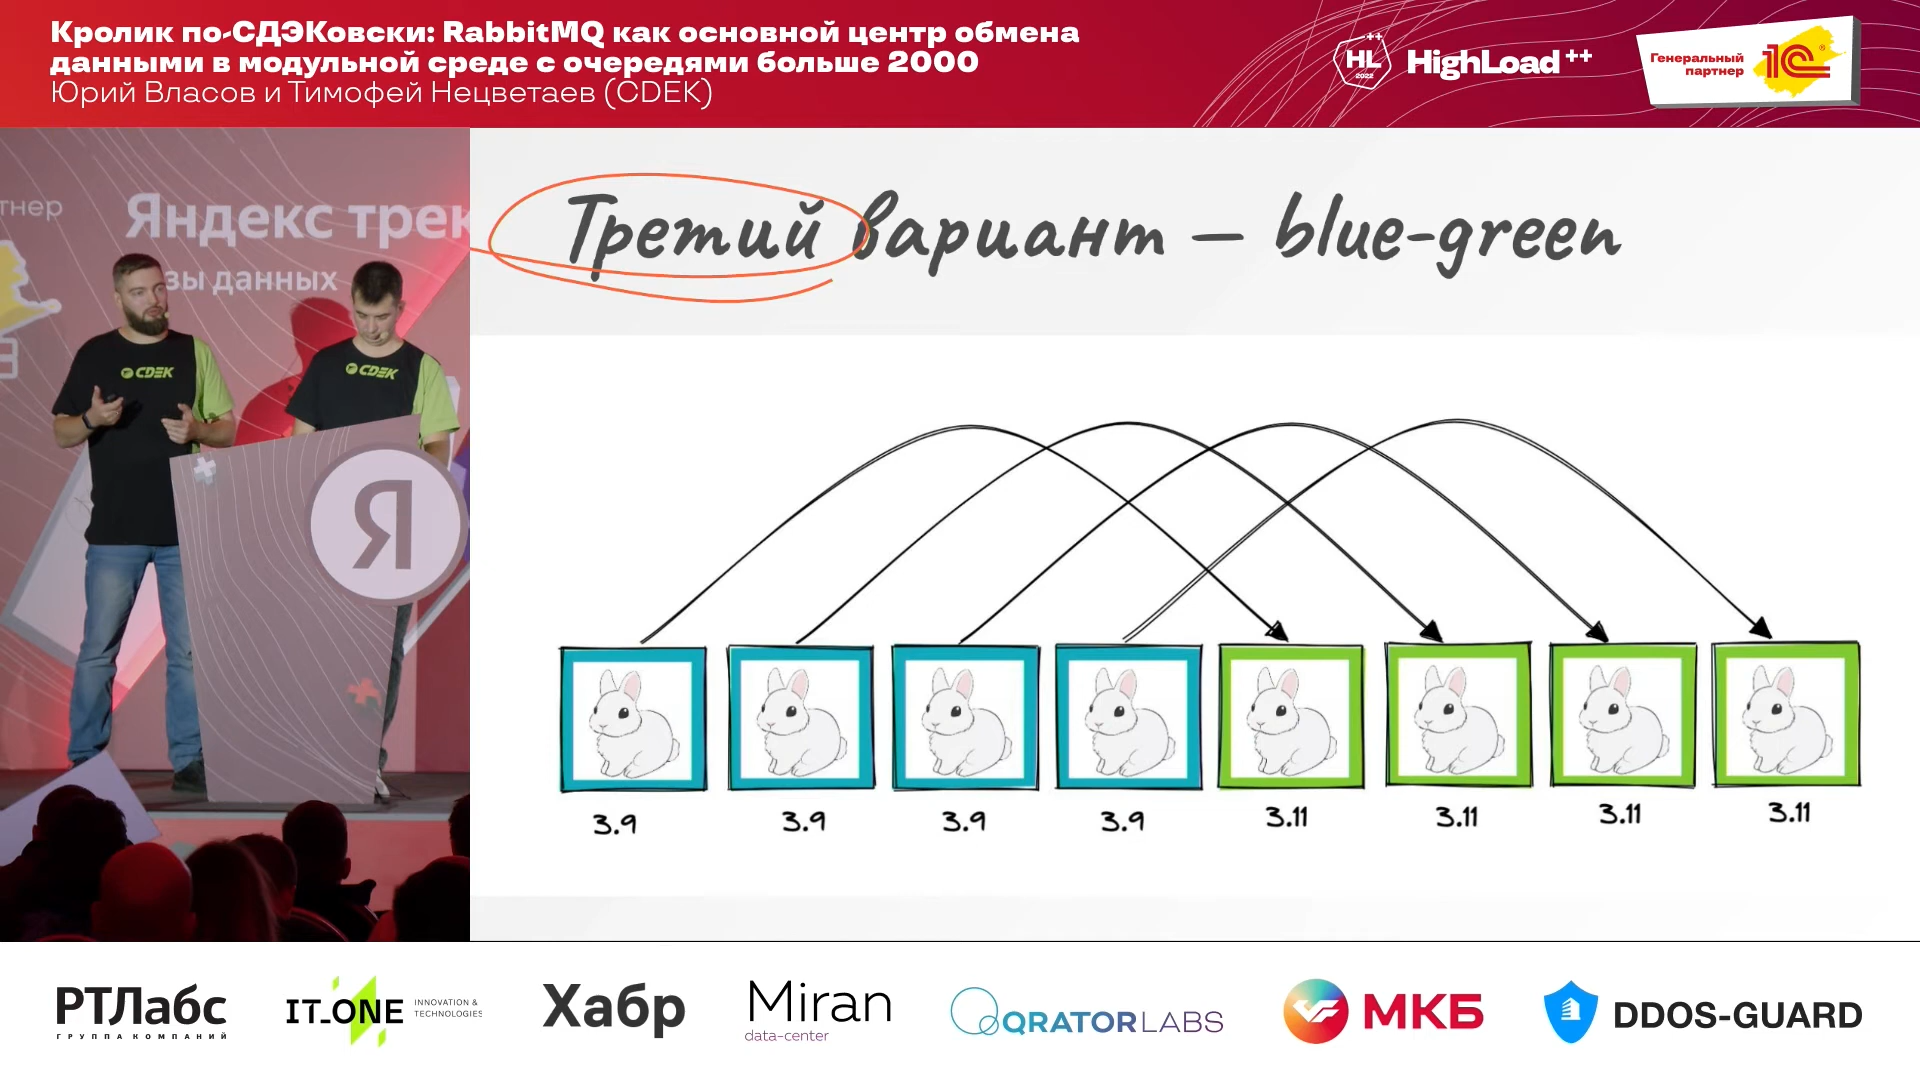 Кролик по-СДЭКовски: RabbitMQ как основной центр обмена
данными в модульной среде с очередями больше 2000
Юрий Власов и Тимофей Нецветаев (CDEK)
HL++
2022
HighLoad++
Генеральный
партнер
1C®
тнер
Яндекс трек
зы данных
CDEK
CDEK
Я
Третий вариант — blue-green
3.9
3.9
3.9
3.9
3.11
3.11
3.11
3.11
РТЛабс
ГРУППА КОМПАНИЙ
IT_ONE
INNOVATION &
TECHNOLOGIES
Хабр
Miran
data-center
QRATORLABS
МКБ
DDOS-GUARD